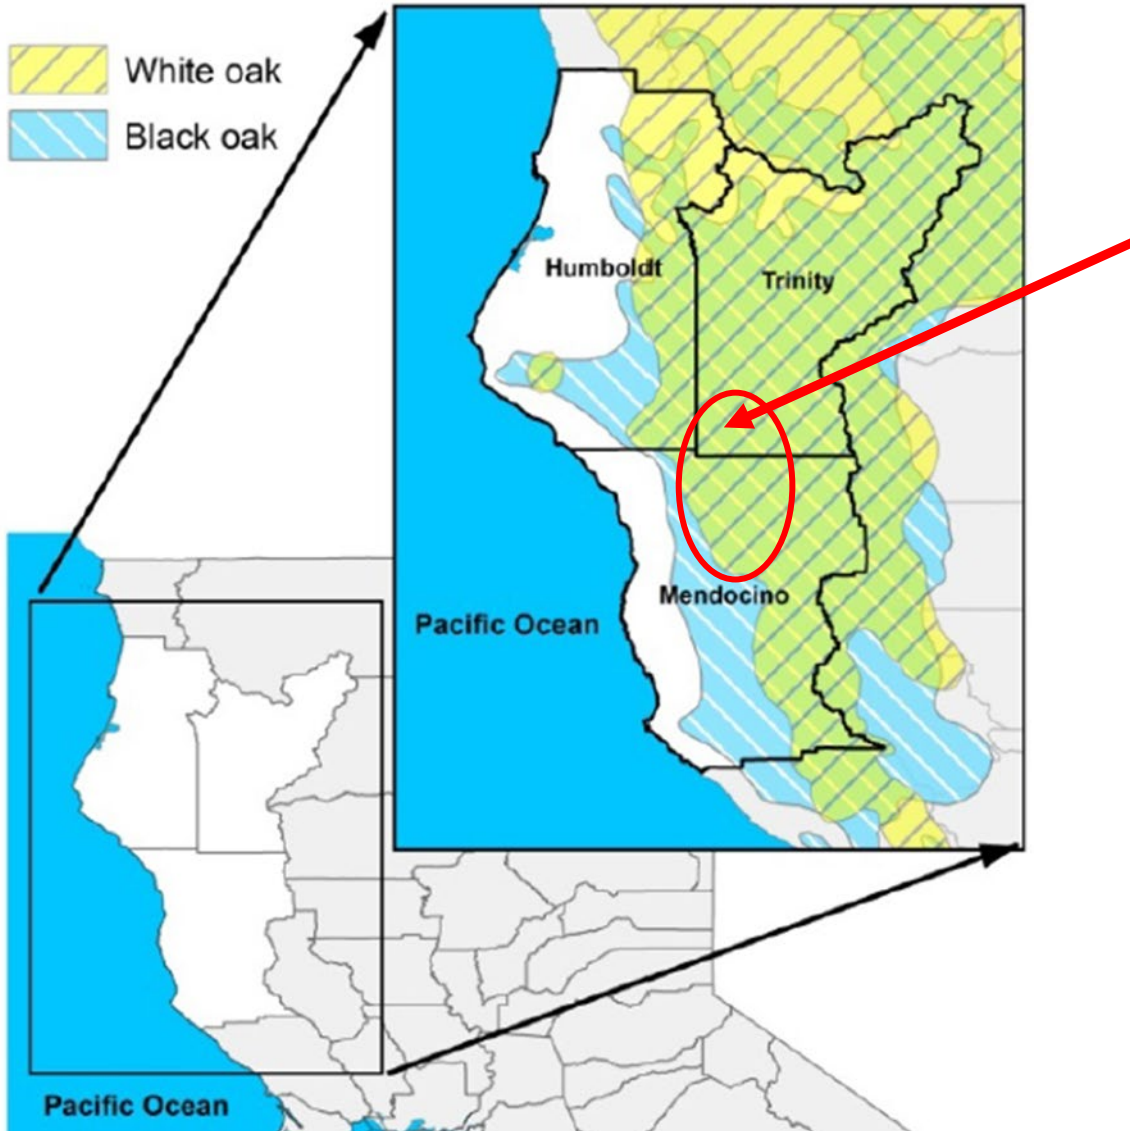 White oak
Black oak
Humboldt
Trinity
Mendocino
Pacific Ocean
Pacific Ocean